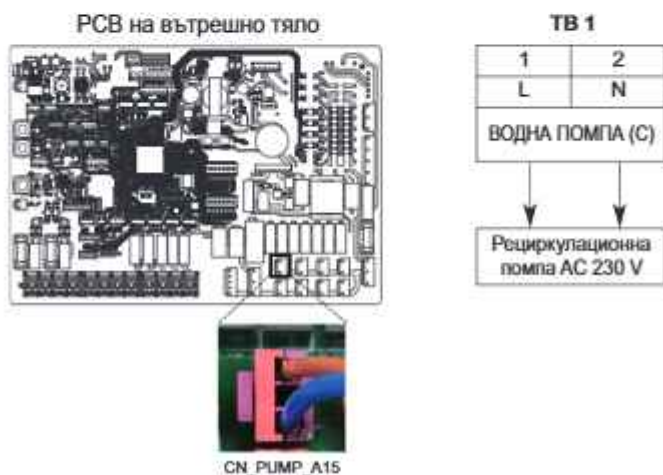 PCB на вътрешно тяло
TB 1
1 2
L N
ВОДНА ПОМПА (C)
Рециркулационна
помпа AC 230 V
CN_PUMP_A15